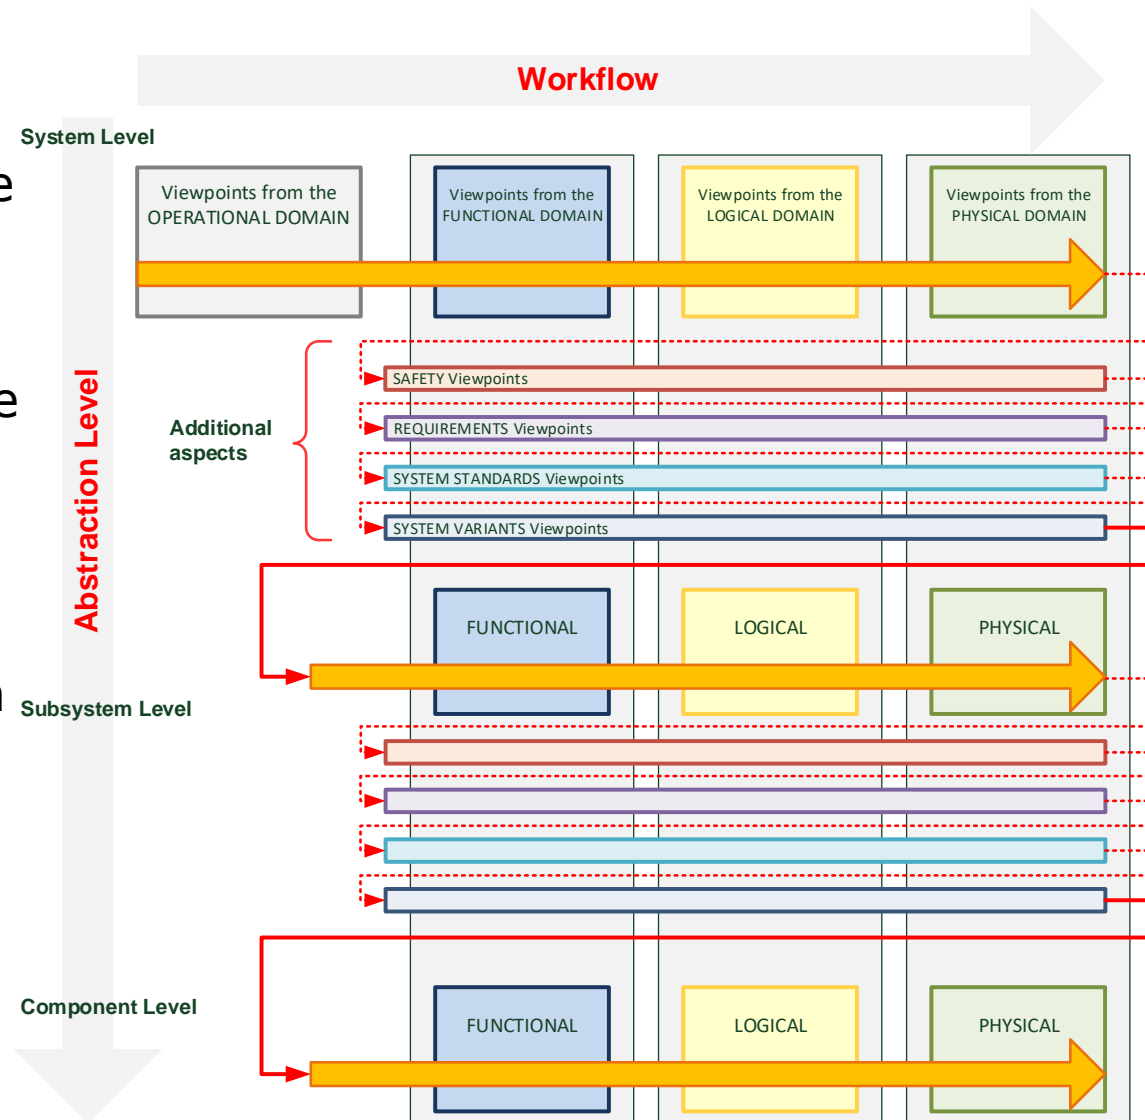 Workflow
System Level
e
Viewpoints from the
OPERATIONAL DOMAIN
Viewpoints from the
FUNCTIONAL DOMAIN
Viewpoints from the
LOGICAL DOMAIN
Viewpoints from the
PHYSICAL DOMAIN
Abstraction Level
e
Additional
aspects
SAFETY Viewpoints
REQUIREMENTS Viewpoints
SYSTEM STANDARDS Viewpoints
SYSTEM VARIANTS Viewpoints
FUNCTIONAL
LOGICAL
PHYSICAL
Subsystem Level
Component Level
FUNCTIONAL
LOGICAL
PHYSICAL